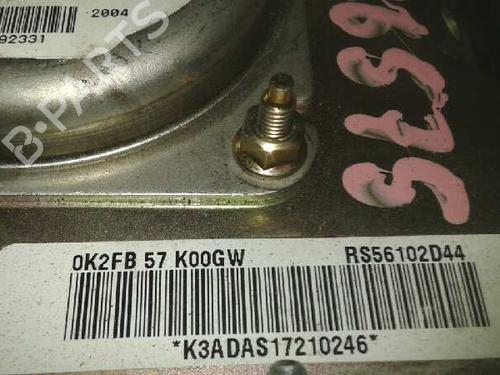 2004
92331
B-PARTS
0K2FB 57 K00GW RS56102D44
*K3ADAS17210246*